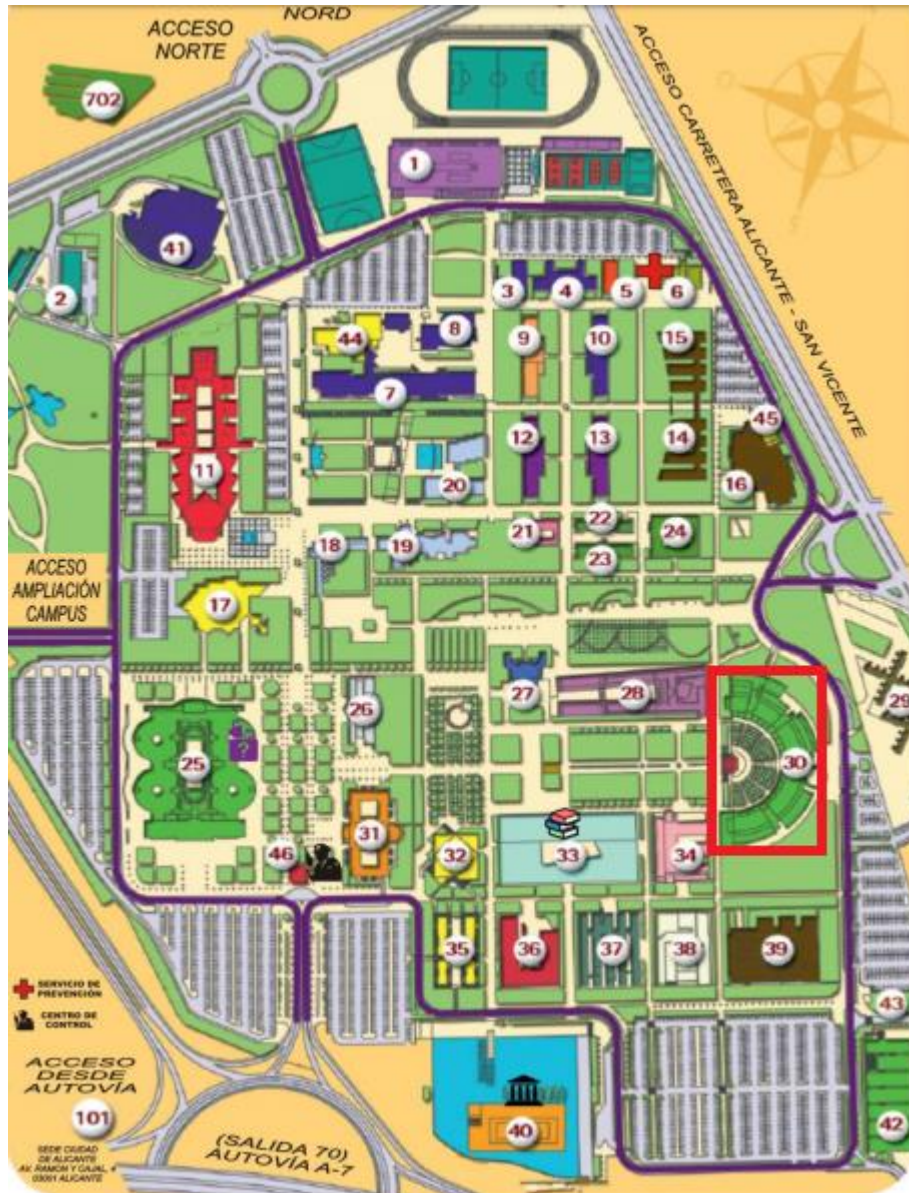 NORD
ACCESO
NORTE
702
ACCESO CARRETERA ALICANTE - SAN VICENTE
1
41
2
3
4
5
6
44
8
9
10
15
7
12
13
14
45
11
20
16
18
19
21
22
24
23
ACCESO
AMPLIACIÓN
CAMPUS
17
27
28
29
26
25
?
30
31
46
32
33
34
35
36
37
38
39
SERVICIO DE
PREVENCIÓN
CENTRO DE
CONTROL
43
ACCESO
DESDE
AUTOVÍA
101
SEDE CIUDAD
DE ALICANTE
AV. RAMON Y CAJAL, 4
03001 ALICANTE
(SALIDA 70)
AUTOVÍA A-7
40
42